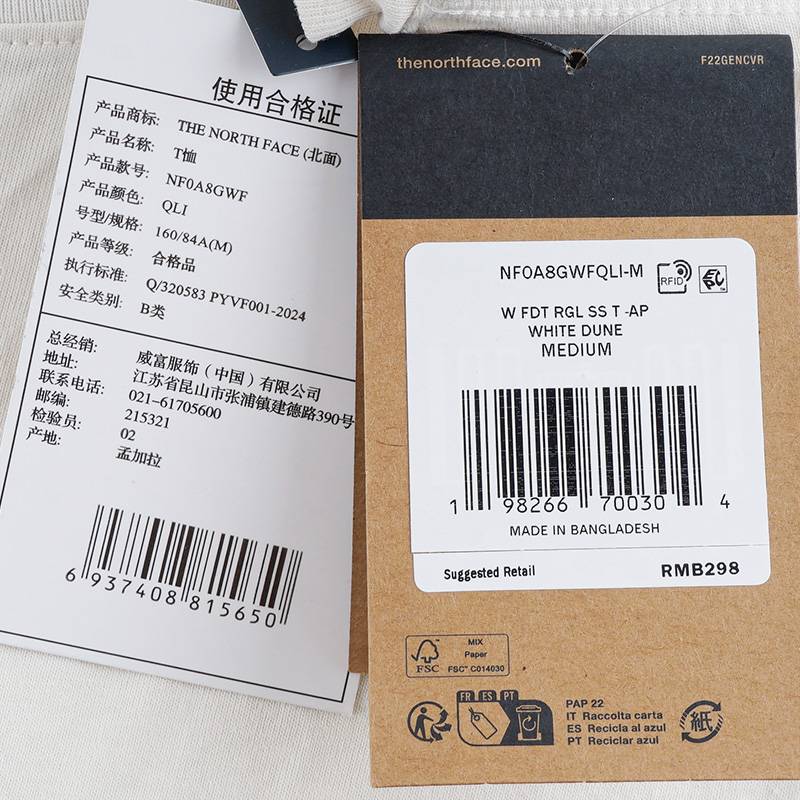 使用合格证
产品商标: THE NORTH FACE (北面)
产品名称: T恤
产品款号: NF0A8GWF
产品颜色: QLI
号型/规格: 160/84A(M)
产品等级: 合格品
执行标准: Q/320583 PYVF001-2024
安全类别: B类
总经销: 威富服饰（中国）有限公司
地址: 江苏省昆山市张浦镇建德路390号
联系电话: 021-61705600
邮编: 215321
检验员: 02
产地: 孟加拉
6 937408 815650
thenorthface.com
F22GENCVR
NF0A8GWFQLI-M
RFID
W FDT RGL SS T -AP
WHITE DUNE
MEDIUM
1 98266 70030 4
MADE IN BANGLADESH
Suggested Retail RMB298
FSC
MIX
Paper
FSC™ C014030
FR ES PT
PAP 22
IT Raccolta carta
ES Recicla al azul
PT Reciclar azul
紙